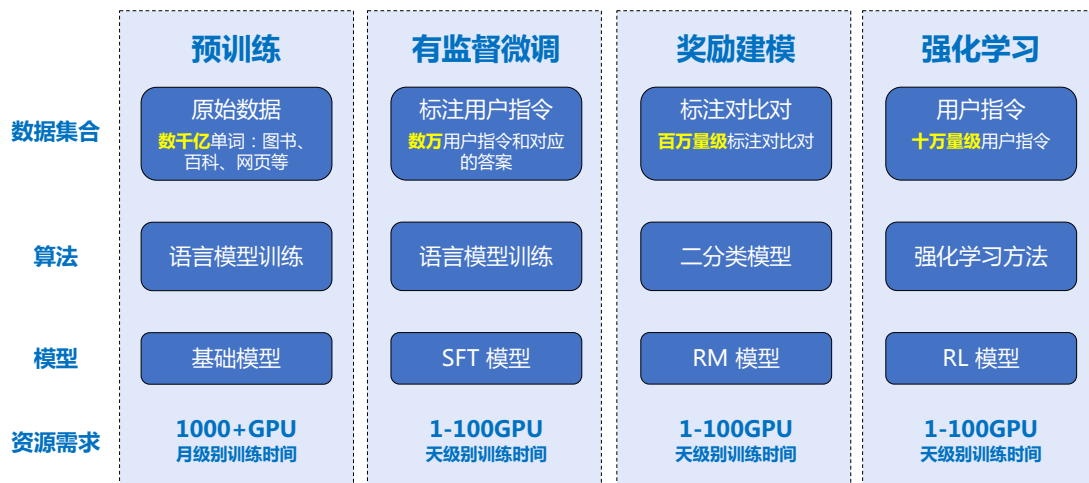 预训练
有监督微调
奖励建模
强化学习
数据集合
原始数据
数千亿单词：图书、
百科、网页等
标注用户指令
数万用户指令和对应
的答案
标注对比对
百万量级标注对比对
用户指令
十万量级用户指令
算法
语言模型训练
语言模型训练
二分类模型
强化学习方法
模型
基础模型
SFT 模型
RM 模型
RL 模型
资源需求
1000+GPU
月级别训练时间
1-100GPU
天级别训练时间
1-100GPU
天级别训练时间
1-100GPU
天级别训练时间